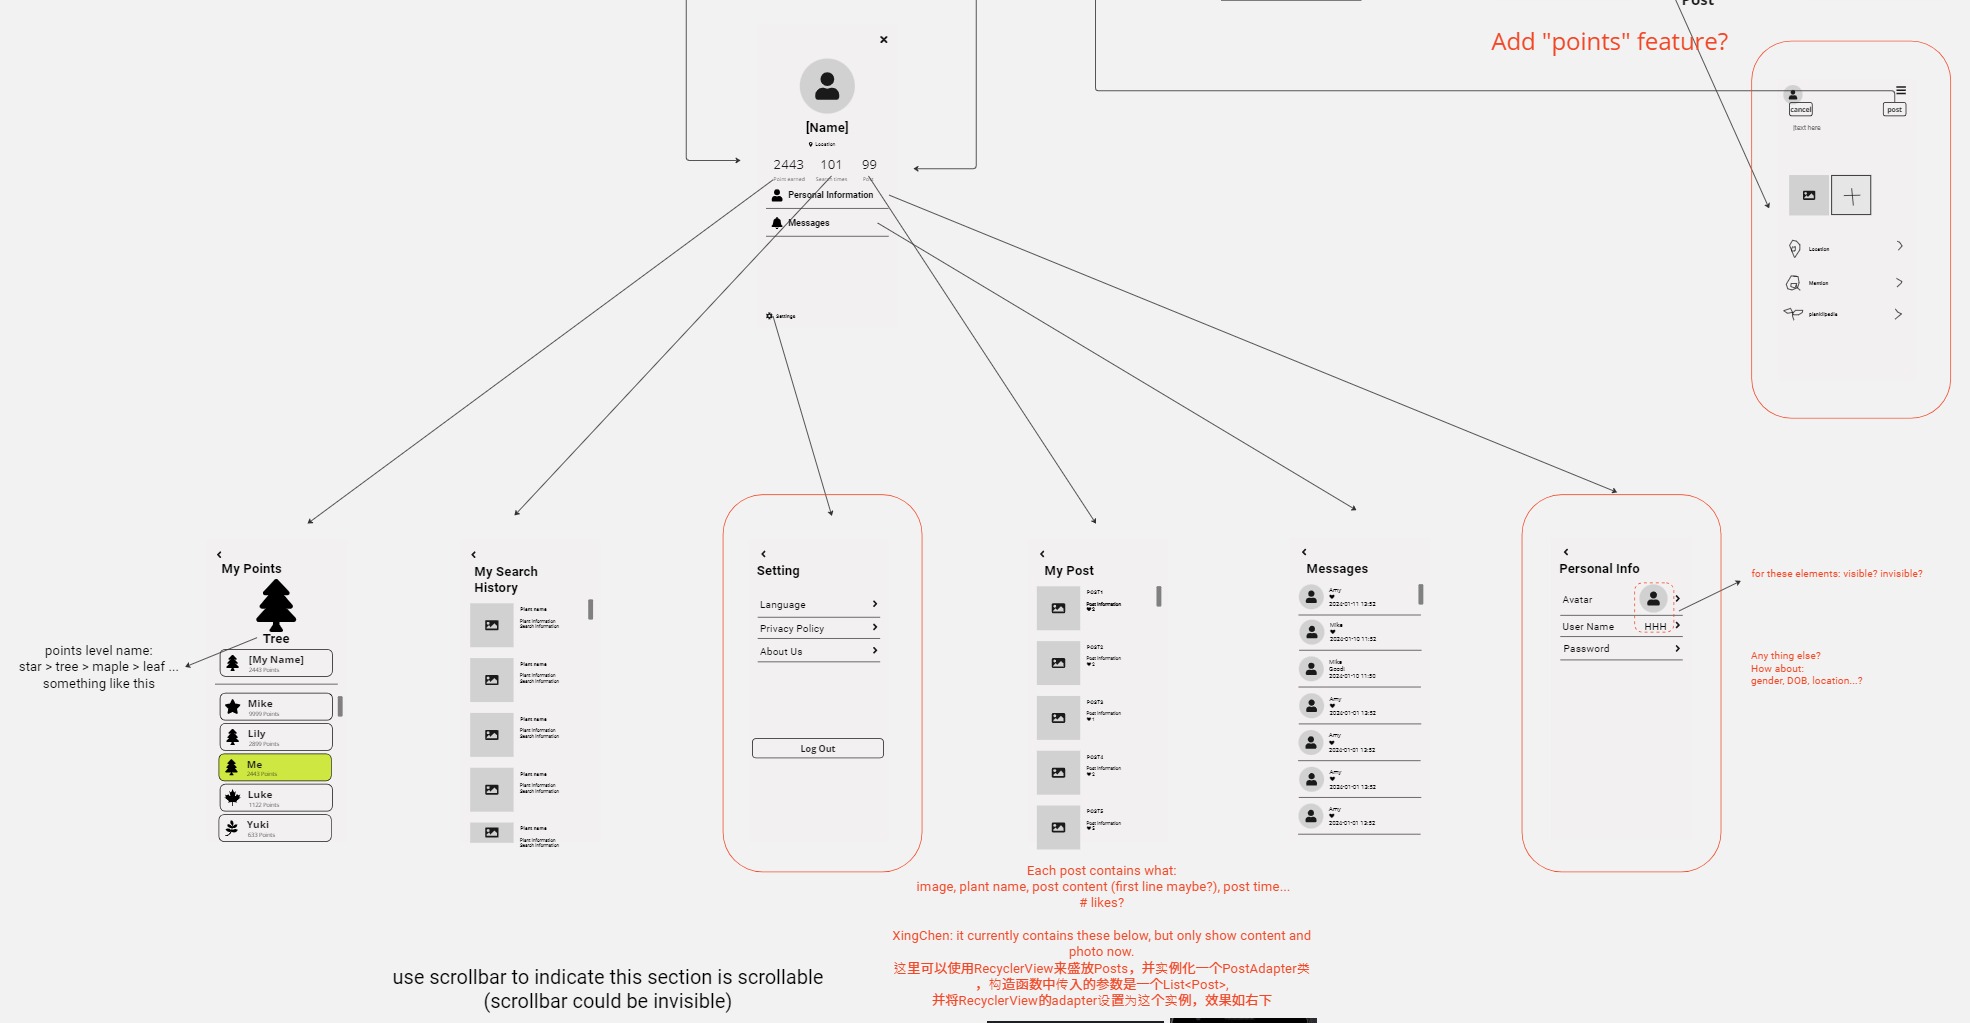 Post
Add "points" feature?
cancel
post
text here
Location
Mention
[Name]
Location
2443
101
99
Point earned
Search times
Post
Personal Information
Messages
Settings
My Points
Tree
points level name:
star > tree > maple > leaf ...
something like this
[My Name]
2443 Points
Mike
9999 Points
Lily
2899 Points
Me
2443 Points
Luke
1122 Points
Yuki
633 Points
My Search
History
Plant name
Plant Information
Search Information
Plant name
Plant Information
Search Information
Plant name
Plant Information
Search Information
Plant name
Plant Information
Search Information
Plant name
Plant Information
Search Information
Setting
Language
Privacy Policy
About Us
Log Out
My Post
POST1
Post Information
POST2
Post Information
POST3
Post Information
POST4
Post Information
POST5
Post Information
Messages
Amy
2024-01-11 13:52
Mike
2024-01-10 11:52
Mike
Good!
2024-01-10 11:50
Amy
2024-01-01 13:52
Amy
2024-01-01 13:52
Amy
2024-01-01 13:52
Amy
2024-01-01 13:52
Personal Info
Avatar
User Name
HHH
Password
for these elements: visible? invisible?
Any thing else?
How about:
gender, DOB, location...?
Each post contains what:
image, plant name, post content (first line maybe?), post time...
# likes?
XingChen: it currently contains these below, but only show content and
photo now.
这里可以使用RecyclerView来盛放Posts，并实例化一个PostAdapter类
，构造函数中传入的参数是一个List<Post>,
并将RecyclerView的adapter设置为这个实例，效果如右下
use scrollbar to indicate this section is scrollable
(scrollbar could be invisible)